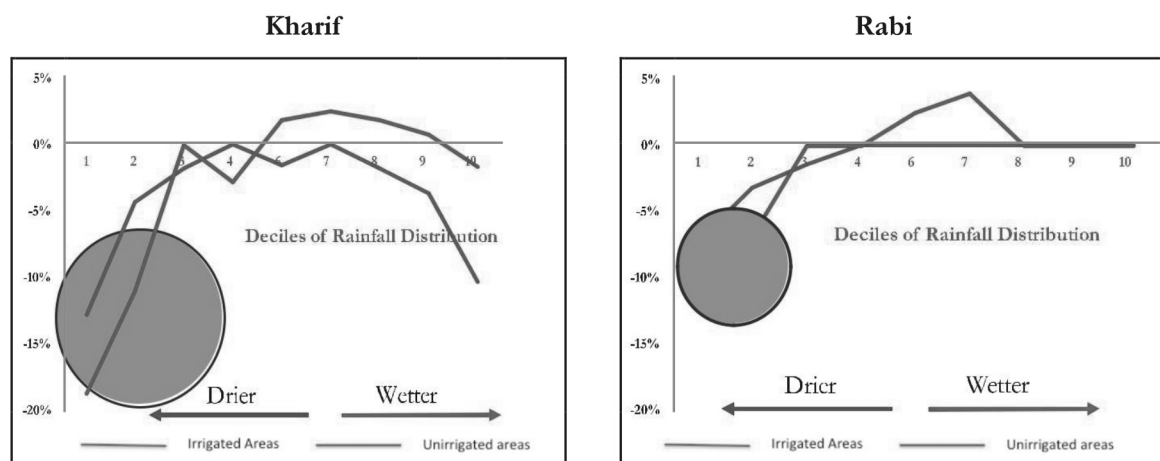 Kharif
5%
0%
1 2 3 4 6 7 8 9 10
-5%
Deciles of Rainfall Distribution
-10%
-15%
Drier Wetter
-20%
Irrigated Areas Unirrigated areas
Rabi
5%
0%
1 2 3 4 6 7 8 9 10
-5%
Deciles of Rainfall Distribution
-10%
-15%
Drier Wetter
-20%
Irrigated Areas Unirrigated areas